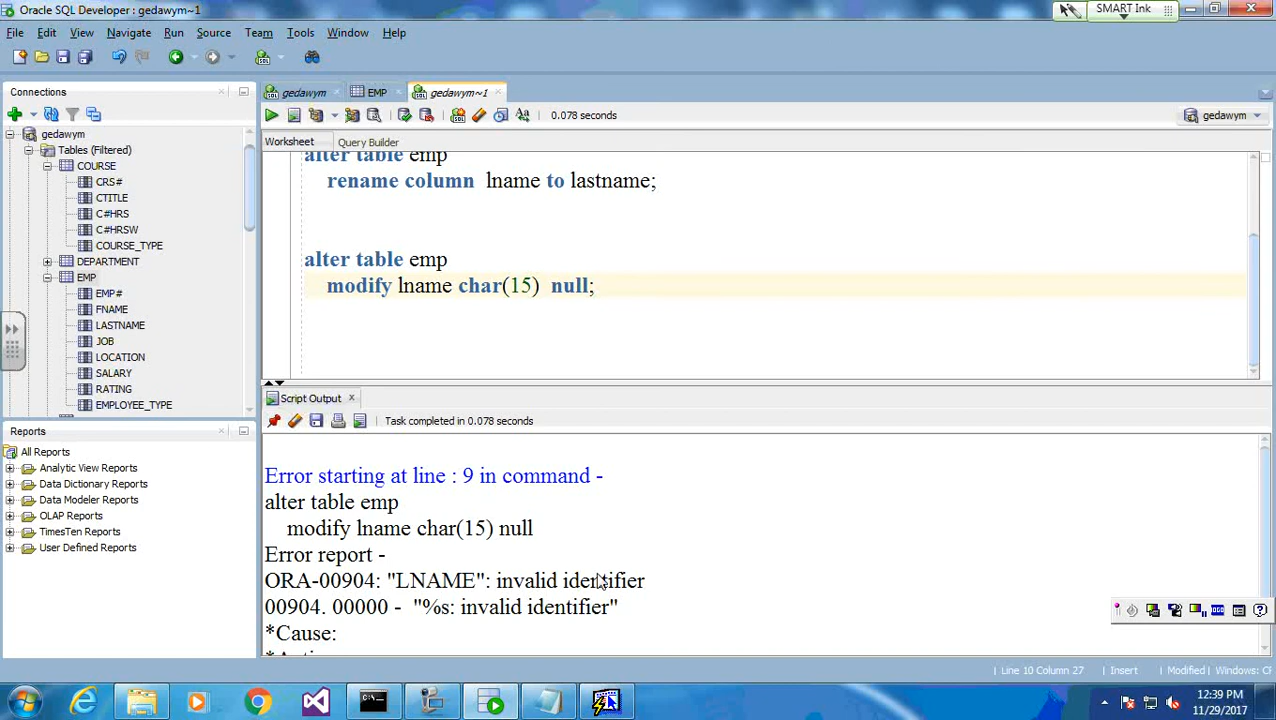 Oracle SQL Developer : gedawym~1
SMART Ink
File Edit View Navigate Run Source Team Tools Window Help
Connections
gedawym
Tables (Filtered)
COURSE
CRS#
CTITLE
C#HRS
C#HRSW
COURSE_TYPE
DEPARTMENT
EMP
EMP#
FNAME
LASTNAME
JOB
LOCATION
SALARY
RATING
EMPLOYEE_TYPE
Reports
All Reports
Analytic View Reports
Data Dictionary Reports
Data Modeler Reports
OLAP Reports
TimesTen Reports
User Defined Reports
gedawym EMP gedawym~1
0.078 seconds gedawym
Worksheet Query Builder
alter table emp
rename column lname to lastname;
alter table emp
modify lname char(15) null;
Script Output
Task completed in 0.078 seconds
Error starting at line : 9 in command -
alter table emp
modify lname char(15) null
Error report -
ORA-00904: "LNAME": invalid identifier
00904. 00000 - "%s: invalid identifier"
*Cause:
Line 10 Column 27 Insert Modified Windows: CF
12:39 PM
11/29/2017